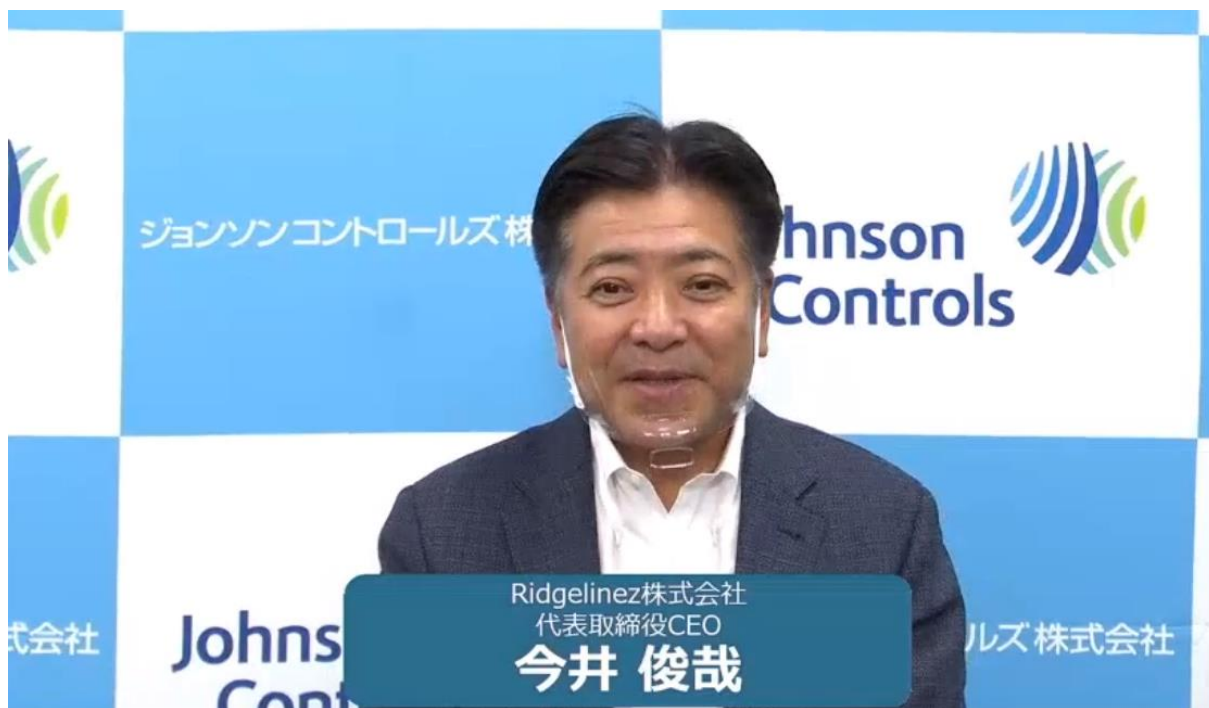 ジョンソンコントロールズ株
hnson
Controls
Ridgelinez株式会社
代表取締役CEO
今井 俊哉
式会社
Johns
Cont
ルズ株式会社